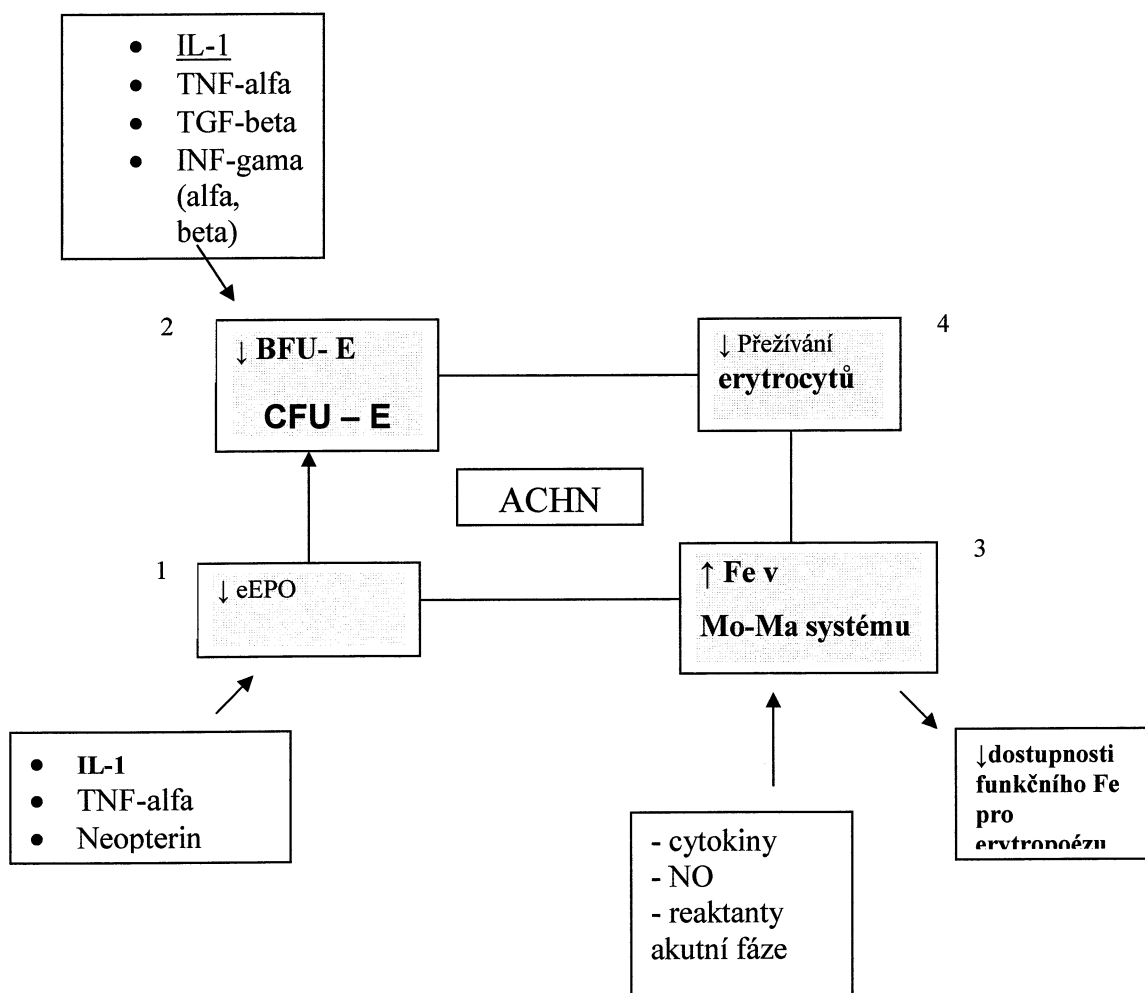 • IL-1
• TNF-alfa
• TGF-beta
• INF-gama
(alfa,
beta)
2
↓ BFU- E
CFU – E
4
↓ Přežívání
erytrocytů
ACHN
1
↓ eEPO
3
↑ Fe v
Mo-Ma systému
• IL-1
• TNF-alfa
• Neopterin
- cytokiny
- NO
- reaktanty
akutní fáze
↓dostupnosti
funkčního Fe
pro
erytropoézu